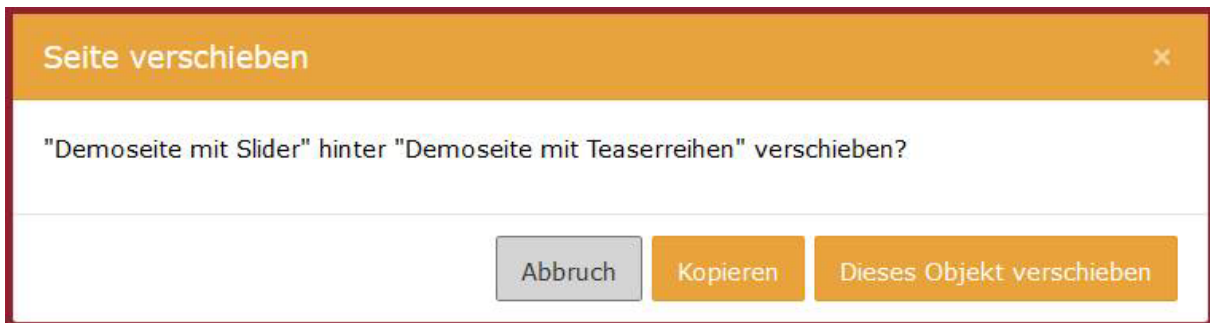 Seite verschieben ×
"Demoseite mit Slider" hinter "Demoseite mit Teaserreihen" verschieben?
Abbruch Kopieren Dieses Objekt verschieben